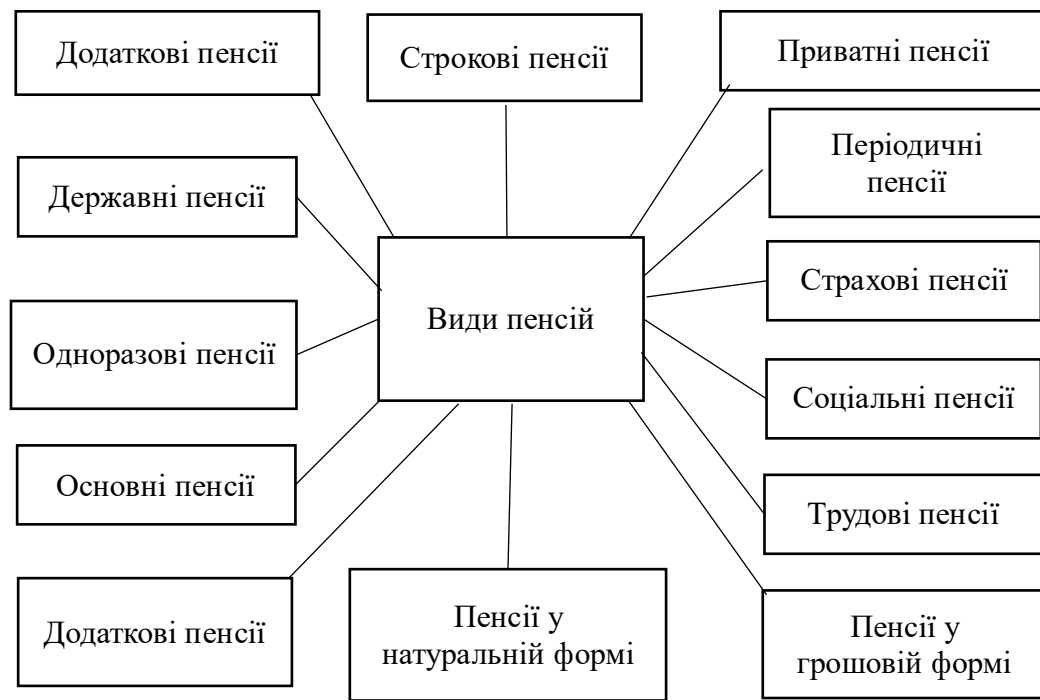 Додаткові пенсії
Строкові пенсії
Приватні пенсії
Державні пенсії
Періодичні
пенсії
Види пенсій
Страхові пенсії
Одноразові пенсії
Соціальні пенсії
Основні пенсії
Трудові пенсії
Додаткові пенсії
Пенсії у
натуральній формі
Пенсії у
грошовій формі